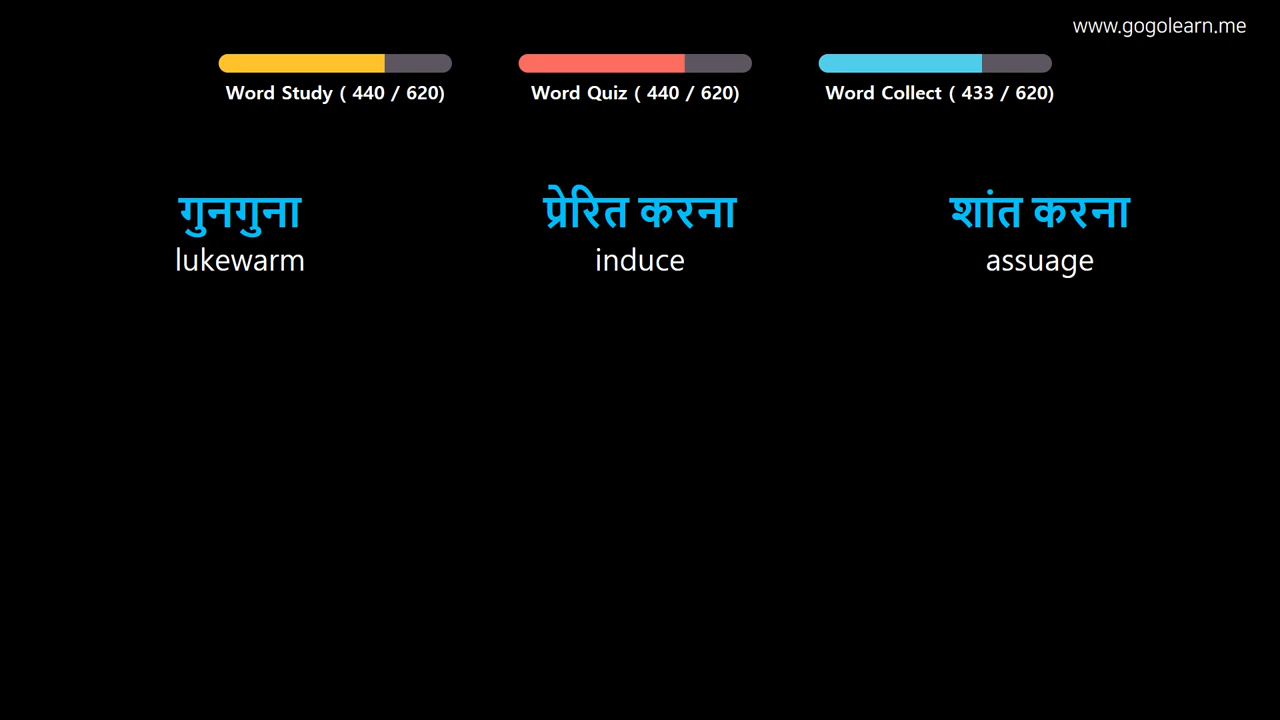 www.gogolearn.me
Word Study ( 440 / 620) Word Quiz ( 440 / 620) Word Collect ( 433 / 620)
गुनगुना प्रेरित करना शांत करना
lukewarm induce assuage